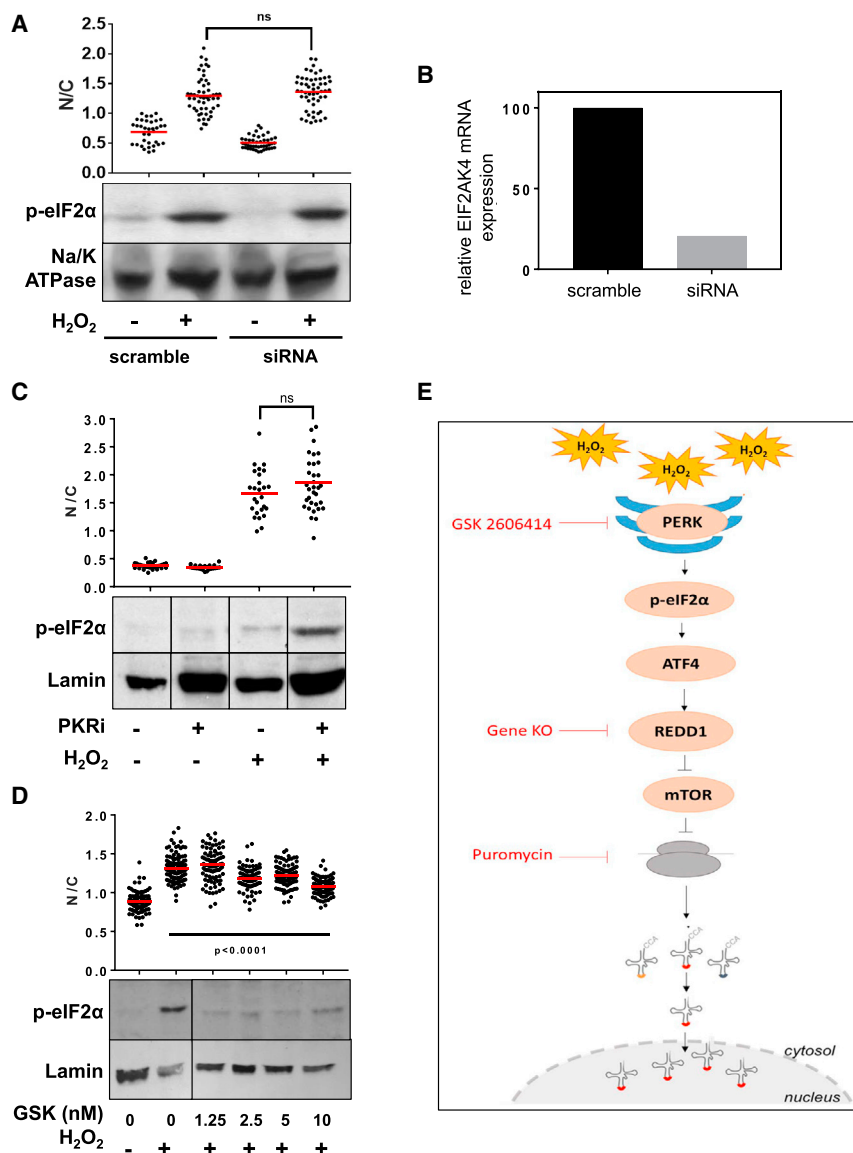 A
2.5
2.0
1.5
1.0
0.5
0.0
N/C
ns
p-eIF2α
Na/K
ATPase
H₂O₂ - + - +
scramble siRNA
B
100
50
0
relative EIF2AK4 mRNA
expression
scramble siRNA
C
3.0
2.5
2.0
1.5
1.0
0.5
0.0
N/C
ns
p-eIF2α
Lamin
PKRi - + - +
H₂O₂ - - + +
D
2.0
1.5
1.0
0.5
0.0
N/C
p<0.0001
p-eIF2α
Lamin
GSK (nM) 0 0 1.25 2.5 5 10
H₂O₂ - + + + + +
E
H₂O₂
H₂O₂
H₂O₂
GSK 2606414
PERK
p-eIF2α
ATF4
Gene KO
REDD1
mTOR
Puromycin
CCA
CCA
CCA
cytosol
nucleus